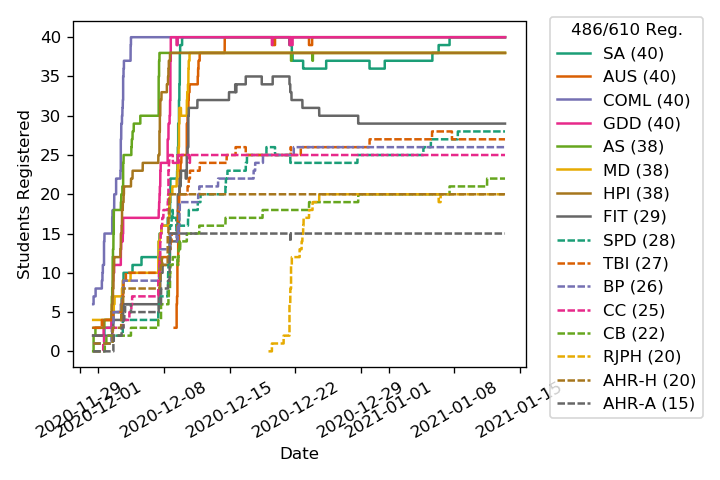 486/610 Reg.
SA (40)
AUS (40)
COML (40)
GDD (40)
AS (38)
MD (38)
HPI (38)
FIT (29)
SPD (28)
TBI (27)
BP (26)
CC (25)
CB (22)
RJPH (20)
AHR-H (20)
AHR-A (15)
Students Registered
40
35
30
25
20
15
10
5
0
2020-11-29
2020-12-01
2020-12-08
2020-12-15
2020-12-22
2020-12-29
2021-01-01
2021-01-08
2021-01-15
Date